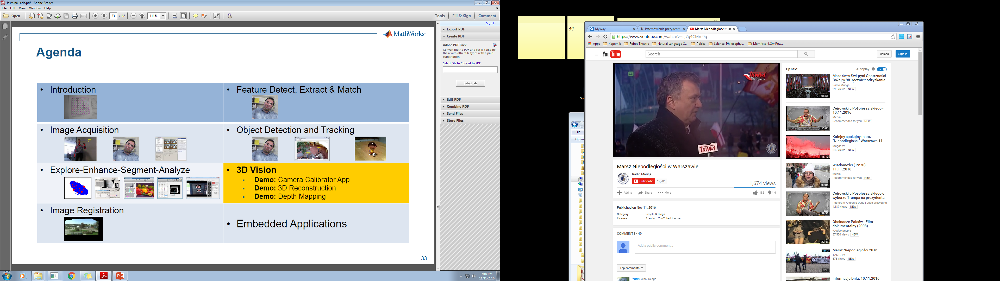 Jasmina Lazic.pdf - Adobe Reader
File Edit View Window Help
Open 33 / 42 111% Tools Fill & Sign Comment
Sign In
MathWorks
Agenda
• Introduction
• Feature Detect, Extract & Match
• Image Acquisition
• Object Detection and Tracking
• Explore-Enhance-Segment-Analyze
• 3D Vision
Demo: Camera Calibrator App
Demo: 3D Reconstruction
Demo: Depth Mapping
• Image Registration
• Embedded Applications
33
Export PDF
Create PDF
Adobe PDF Pack
Convert files to PDF and easily combine
them with other file types with a paid
subscription.
Select File to Convert to PDF:
Select File
Edit PDF
Combine PDF
Send Files
Store Files
7:16 PM
11/11/2016
gg
File
Organi
MyWay
Przemówienie prezydenta
Marsz Niepodległości w
https://www.youtube.com/watch?v=sj7g4CMre9g
Apps Kopernik Robot Theatre Natural Language O... Polska Science, Philosophy,... Memristor LOw Pow...
YouTube
Search
Upload
Sign in
TRWM
na żywo
TRWM
Marsz Niepodległości w Warszawie
Radio Maryja
Subscribe 12,206
1,674 views
Add to Share More
182 4
Published on Nov 11, 2016
Category People & Blogs
License Standard YouTube License
COMMENTS • 49
Add a public comment...
Top comments
Yann 3 hours ago
Up next
Autoplay
Msza św w Świątyni Opatrzności
Bożej w 98. rocznicę odzyskania
Radio Maryja
298 views NEW
1:06:56
Cejrowski u Pośpieszalskiego -
10.11.2016
Media
Recommended for you NEW
55:03
Kolejny spokojny marsz
"Niepodległości" Warszawa 11-
Magda W
642 views NEW
15:12
Wiadomości (19:30) -
11.11.2016
Media
Recommended for you NEW
30:04
Cejrowski u Pospieszalskiego o
wyborze Trumpa na prezydenta
Popieram Andrzeja Dudę i Jego prezydent
4,187 views NEW
39:38
Obcinacze Palców - Film
dokumentalny (2008)
voodoo people
57,550 views NEW
22:41
Marsz Niepodległości 2016
TAKT. TV
676 views NEW
8:13
Informacje Dnia: 10.11.2016